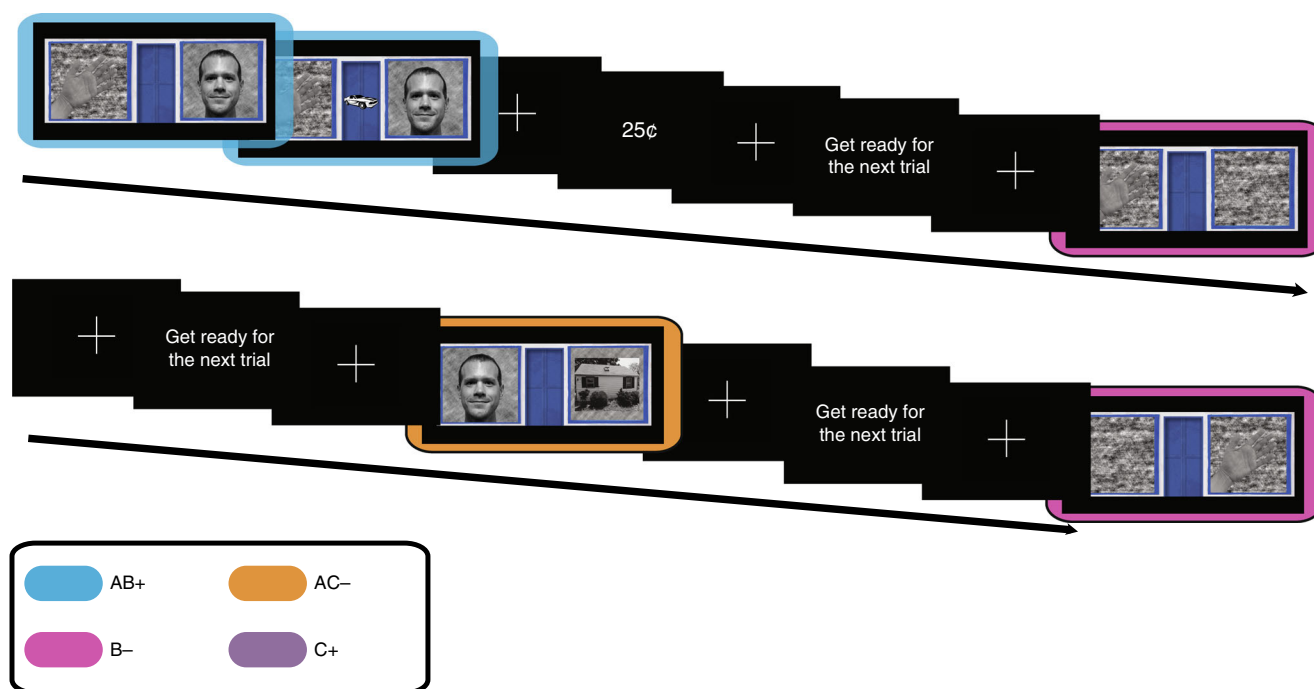 25¢
Get ready for
the next trial
Get ready for
the next trial
Get ready for
the next trial
AB+
AC–
B–
C+